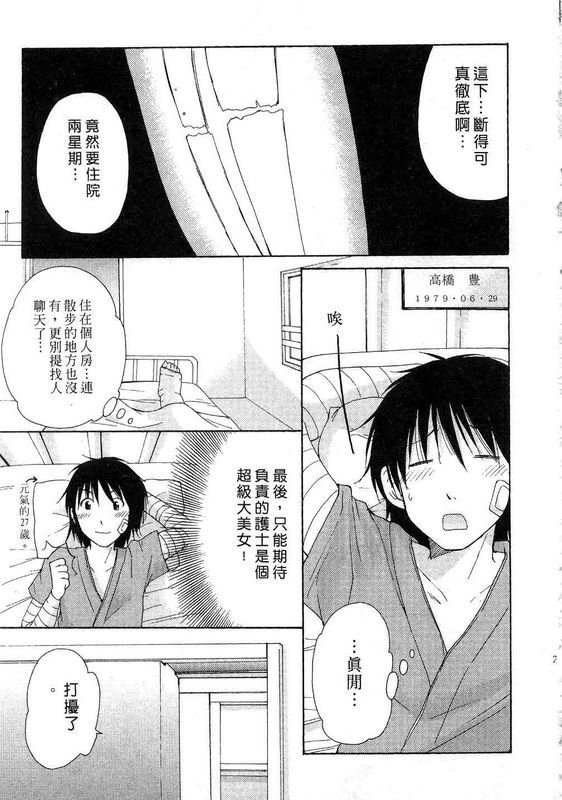 這下…斷得可
真徹底啊…
竟然要住院
兩星期…
高橋　豊
1979・06・29
唉
…眞閒…
住在個人房…連
散步的地方也沒
有，更別提找人
聊天了…
最後，只能期待
負責的護士是個
超級大美女！
元氣的27歲。
打擾了
。